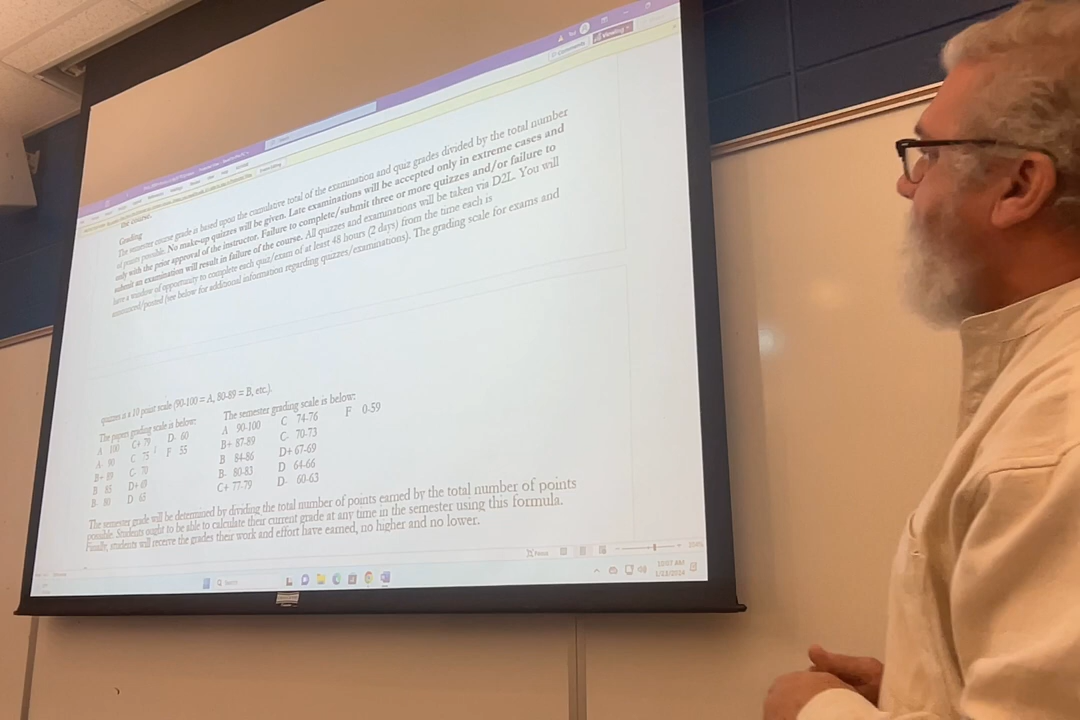 Comments
Viewing
the course.
Grading
The semester course grade is based upon the cumulative total of the examination and quiz grades divided by the total number
of points possible. No make-up quizzes will be given. Late examinations will be accepted only in extreme cases and
only with the prior approval of the instructor. Failure to complete/submit three or more quizzes and/or failure to
submit an examination will result in failure of the course. All quizzes and examinations will be taken via D2L. You will
have a window of opportunity to complete each quiz/exam of at least 48 hours (2 days) from the time each is
announced/posted (see below for additional information regarding quizzes/examinations). The grading scale for exams and
quizzes is a 10 point scale (90-100 = A, 80-89 = B, etc.).
The papers grading scale is below: The semester grading scale is below:
A 100 C+ 79 D- 60 A 90-100 C 74-76 F 0-59
A- 90 C 75 F 55 B+ 87-89 C- 70-73
B+ 89 C- 70 B 84-86 D+ 67-69
B 85 D+ 69 B- 80-83 D 64-66
B- 80 D 65 C+ 77-79 D- 60-63
The semester grade will be determined by dividing the total number of points earned by the total number of points
possible. Students ought to be able to calculate their current grade at any time in the semester using this formula.
Finally, students will receive the grades their work and effort have earned, no higher and no lower.
Focus
Search
10:07 AM
1/23/2024